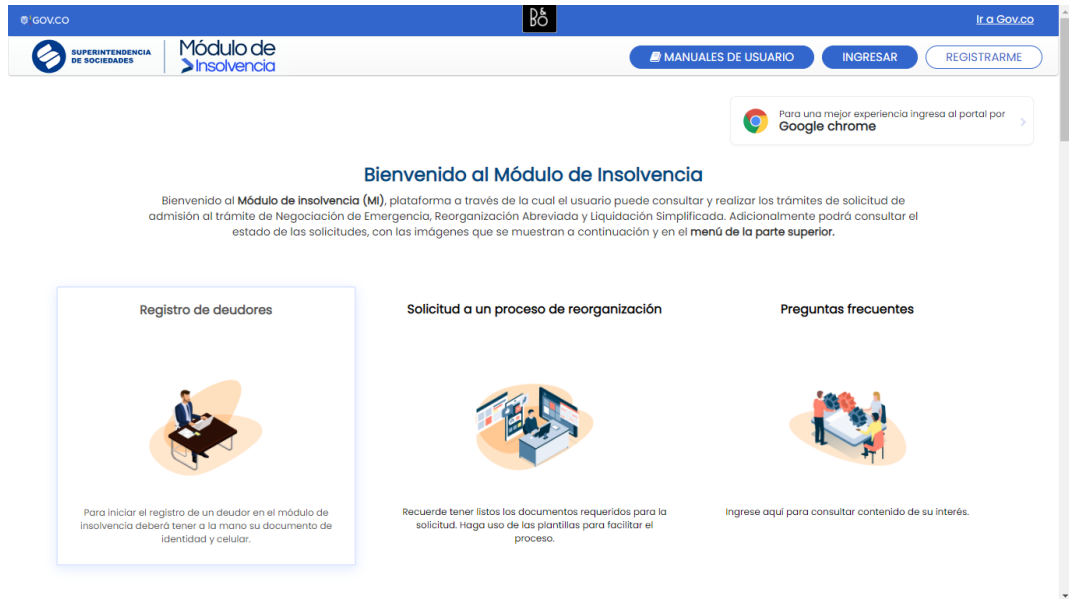 GOV.CO
B&O
Ir a Gov.co
SUPERINTENDENCIA
DE SOCIEDADES
Módulo de
Insolvencia
MANUALES DE USUARIO
INGRESAR
REGISTRARME
Para una mejor experiencia ingresa al portal por
Google chrome
Bienvenido al Módulo de Insolvencia
Bienvenido al Módulo de insolvencia (MI), plataforma a través de la cual el usuario puede consultar y realizar los trámites de solicitud de
admisión al trámite de Negociación de Emergencia, Reorganización Abreviada y Liquidación Simplificada. Adicionalmente podrá consultar el
estado de las solicitudes, con las imágenes que se muestran a continuación y en el menú de la parte superior.
Registro de deudores
Para iniciar el registro de un deudor en el módulo de
insolvencia deberá tener a la mano su documento de
identidad y celular.
Solicitud a un proceso de reorganización
Recuerde tener listos los documentos requeridos para la
solicitud. Haga uso de las plantillas para facilitar el
proceso.
Preguntas frecuentes
Ingrese aquí para consultar contenido de su interés.